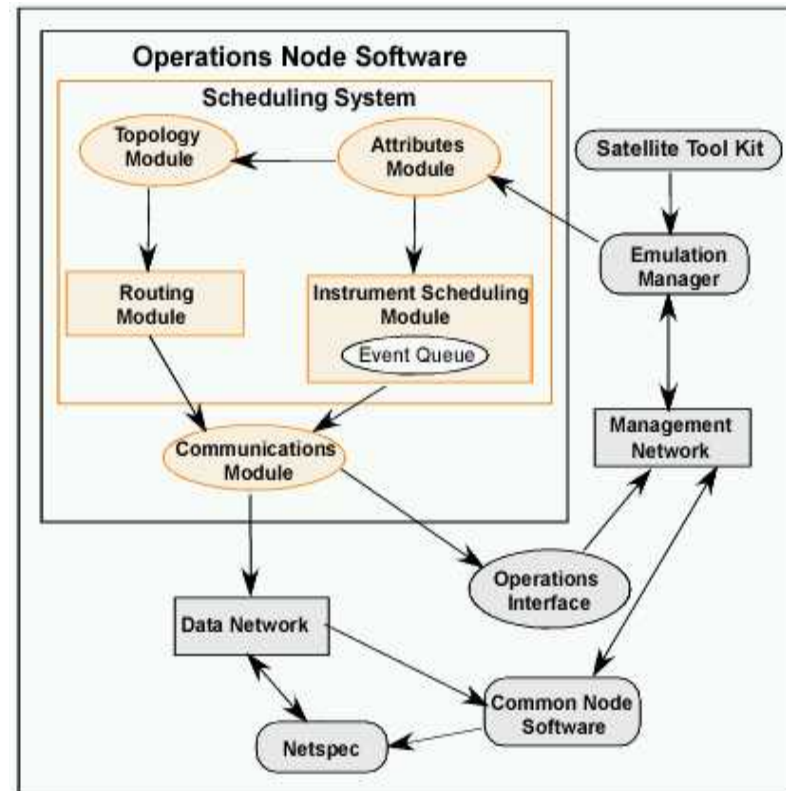 Operations Node Software
Scheduling System
Topology
Module
Attributes
Module
Satellite Tool Kit
Emulation
Manager
Routing
Module
Instrument Scheduling
Module
Event Queue
Management
Network
Communications
Module
Operations
Interface
Data Network
Common Node
Software
Netspec